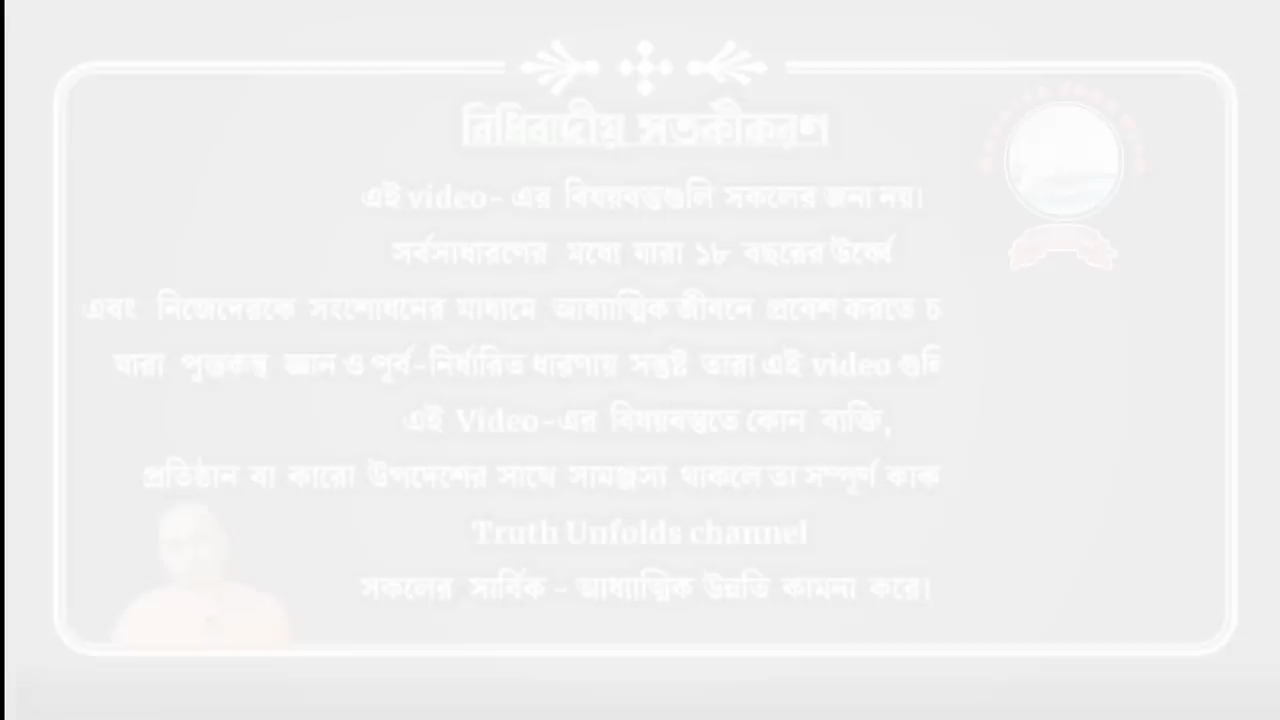 বিধিবদীয় সতর্কীকরণ
এই video- এর বিষয়বস্তুগুলি সকলের জন্য নয়।
সর্বসাধারণের মধ্যে যারা ১৮ বছরের উর্ধ্বে
এবং নিজেদেরকে সংশোধনের মাধ্যমে আধ্যাত্মিক জীবনে প্রবেশ করতে চ
যারা পুস্তকস্থ জ্ঞান ও পূর্ব-নির্ধারিত ধারণায় সন্তুষ্ট তারা এই video গুলি
এই Video-এর বিষয়বস্তুতে কোন ব্যক্তি,
প্রতিষ্ঠান বা কারো উপদেশের সাথে সামঞ্জস্য থাকলে তা সম্পূর্ণ কাক
Truth Unfolds channel
সকলের সার্বিক - আধ্যাত্মিক উন্নতি কামনা করে।